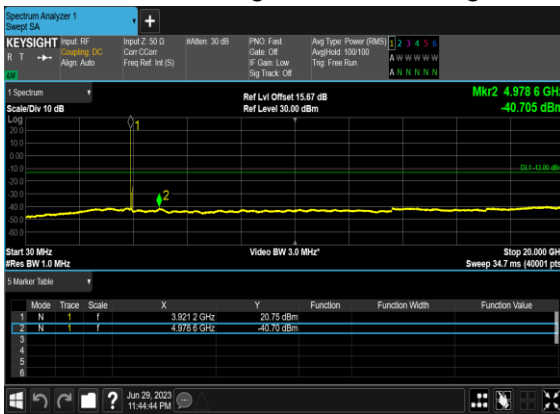 Spectrum Analyzer 1
Swept SA
KEYSIGHT Input: RF Input Z: 50 Ω #Atten: 30 dB PNO: Fast Avg Type: Power (RMS) 1 2 3 4 5 6
R T Coupling: DC Corr CCorr Gate: Off Avg|Hold: 100/100 A W W W W W
Align: Auto Freq Ref: Int (S) IF Gain: Low Trig: Free Run A N N N N N
Sig Track: Off
1 Spectrum Ref Lvl Offset 15.67 dB Mkr2 4.978 6 GHz
Scale/Div 10 dB Ref Level 30.00 dBm -40.705 dBm
Log
20.0
10.0
0.00
-10.0 DL1 -13.00 dBm
-20.0
-30.0
-40.0
-50.0
-60.0
1
2
Start 30 MHz Video BW 3.0 MHz* Stop 20.000 GHz
#Res BW 1.0 MHz Sweep 34.7 ms (40001 pts)
5 Marker Table
Mode Trace Scale X Y Function Function Width Function Value
1 N 1 f 3.921 2 GHz 20.75 dBm
2 N 1 f 4.978 6 GHz -40.70 dBm
3
4
5
6
? Jun 29, 2023
11:44:44 PM